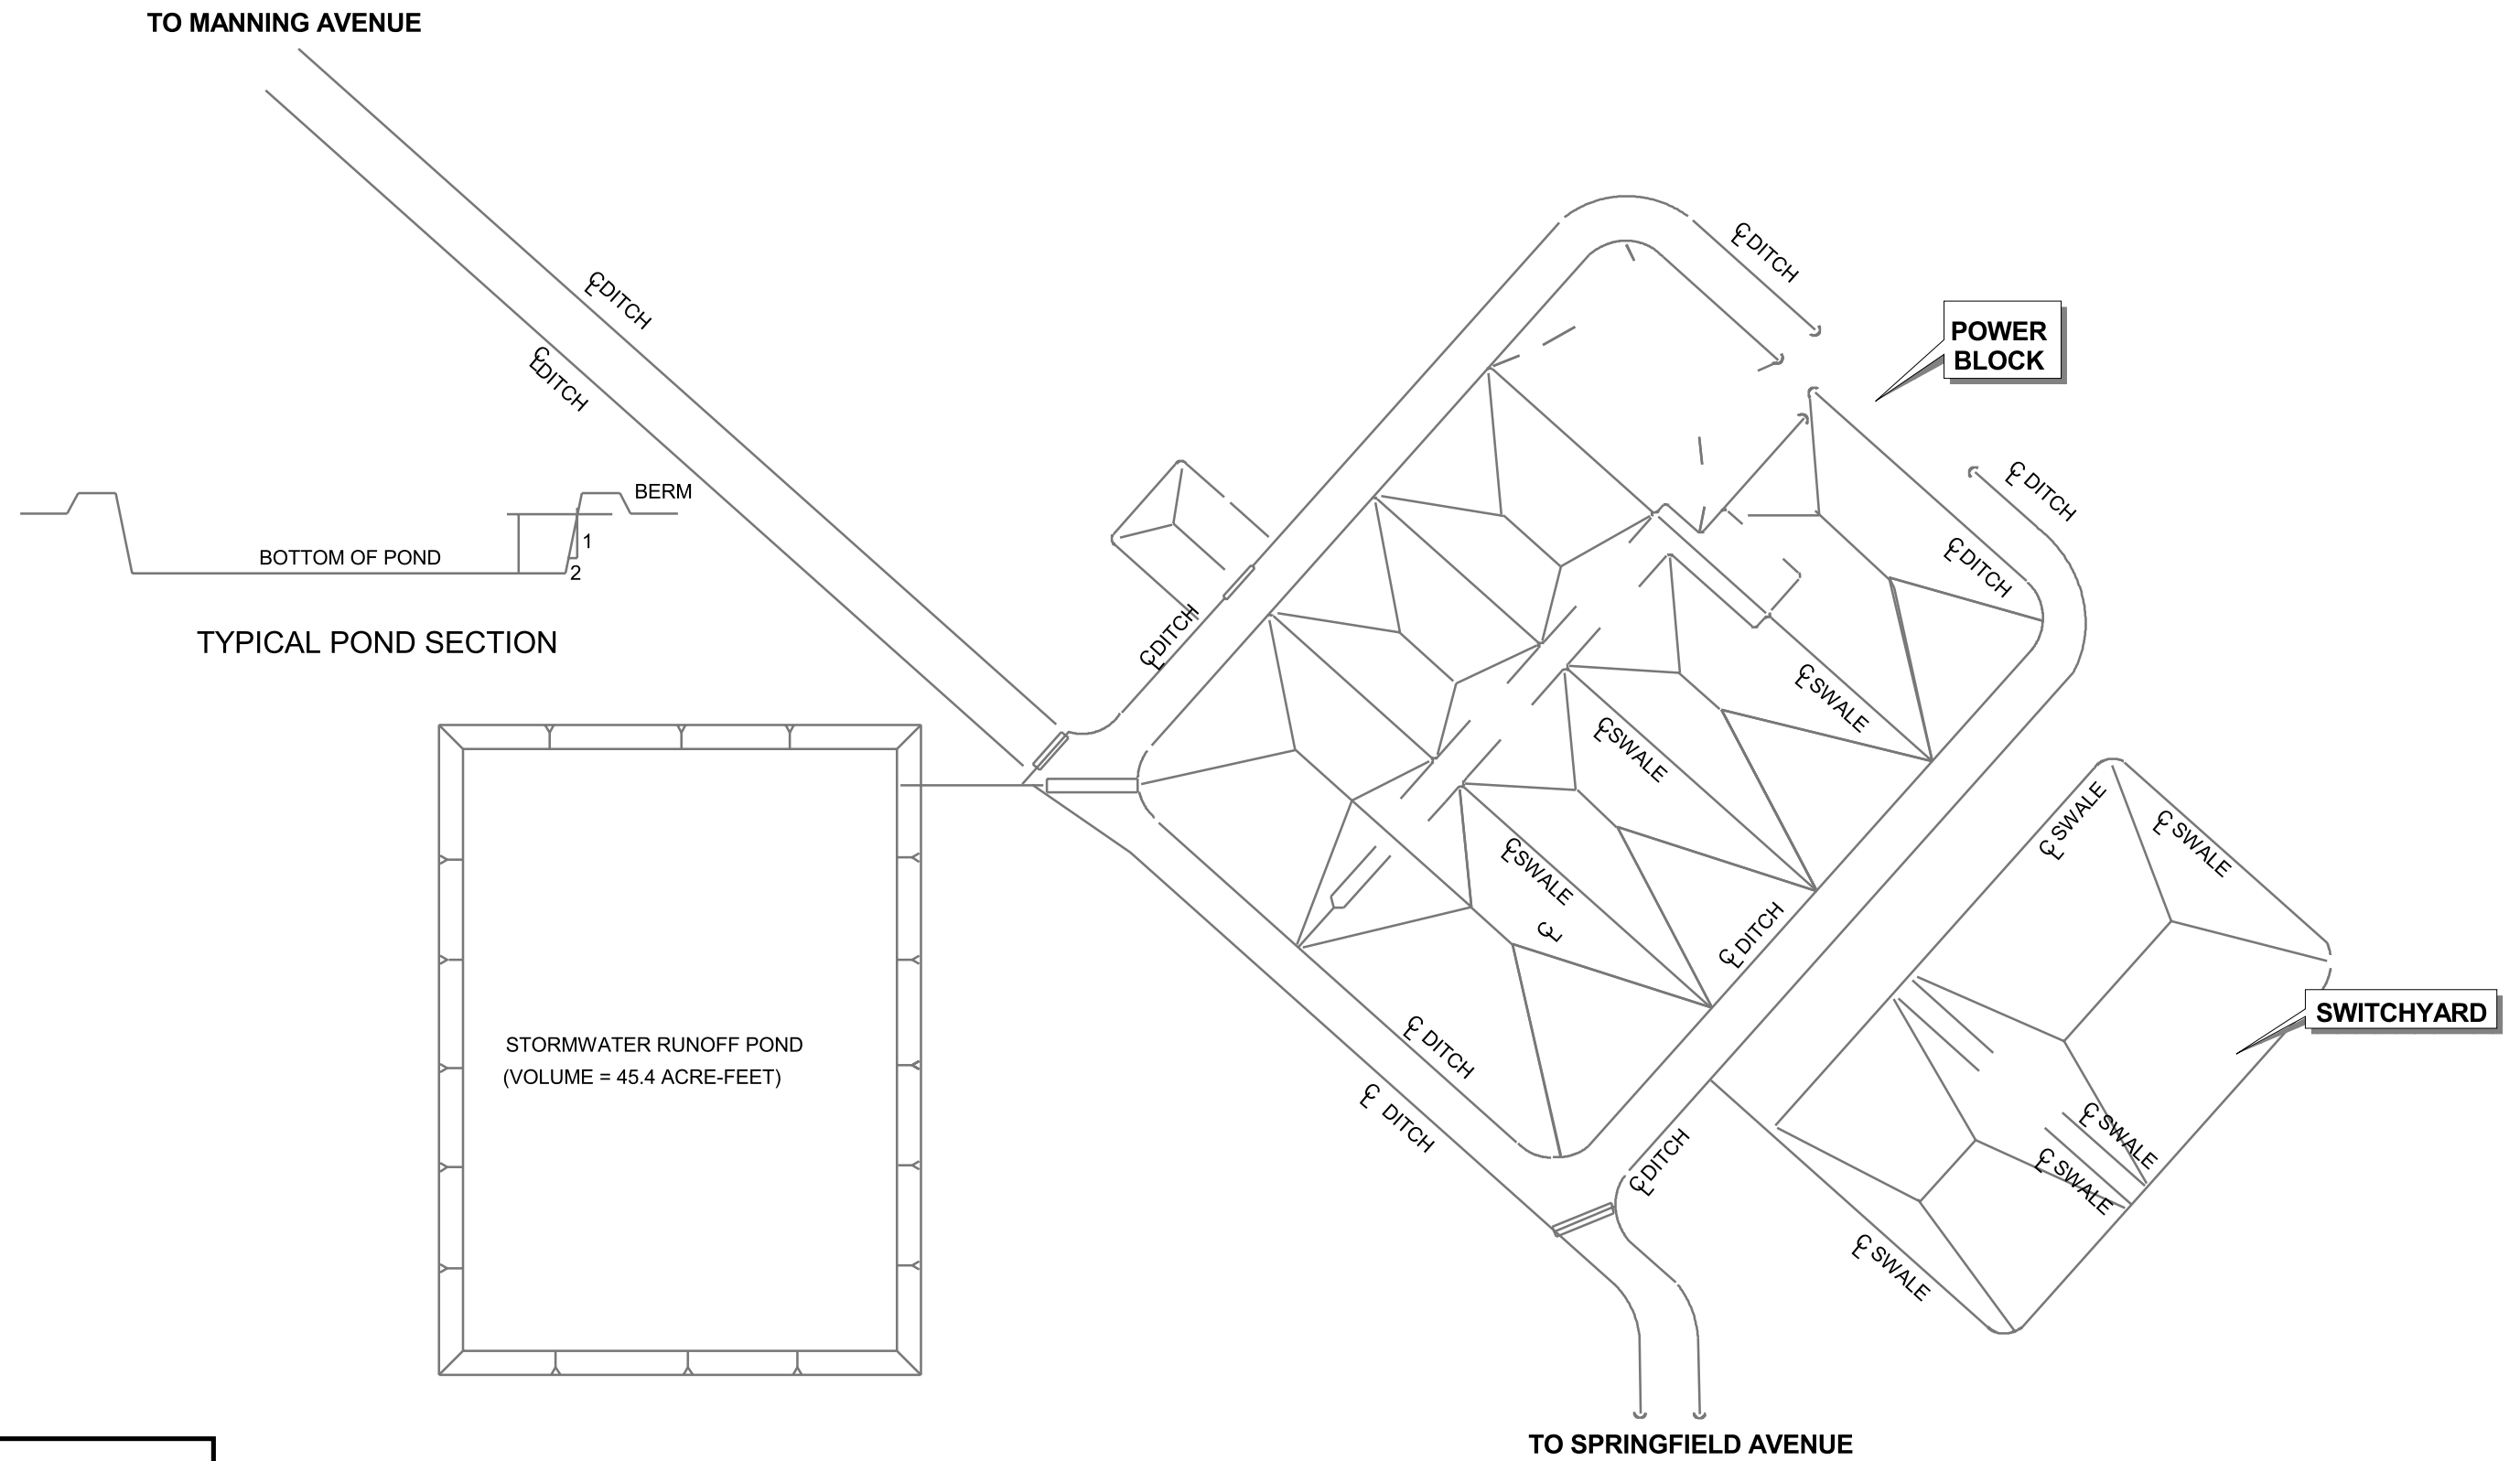 TO MANNING AVENUE
℄ DITCH
℄ DITCH
℄ DITCH
POWER
BLOCK
℄ DITCH
℄ DITCH
BERM
1
2
BOTTOM OF POND
TYPICAL POND SECTION
℄ DITCH
℄ SWALE
℄ SWALE
℄ SWALE
℄ SWALE
℄ SWALE
℄
℄ DITCH
SWITCHYARD
STORMWATER RUNOFF POND
(VOLUME = 45.4 ACRE-FEET)
℄ DITCH
℄ DITCH
℄ DITCH
℄ SWALE
℄ SWALE
℄ SWALE
TO SPRINGFIELD AVENUE